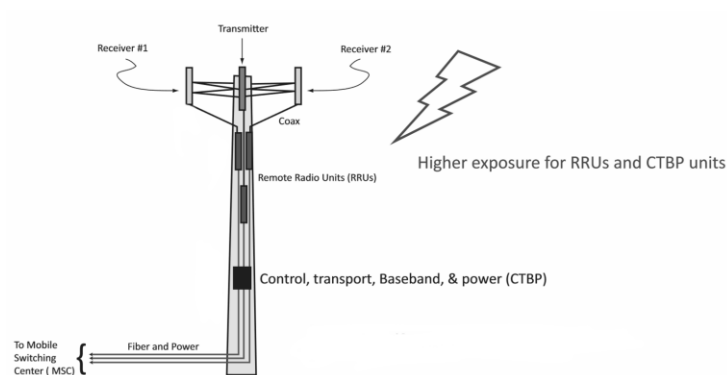 Transmitter
Receiver #1
Receiver #2
Coax
Higher exposure for RRUs and CTBP units
Remote Radio Units (RRUs)
Control, transport, Baseband, & power (CTBP)
To Mobile
Switching
Center ( MSC)
Fiber and Power